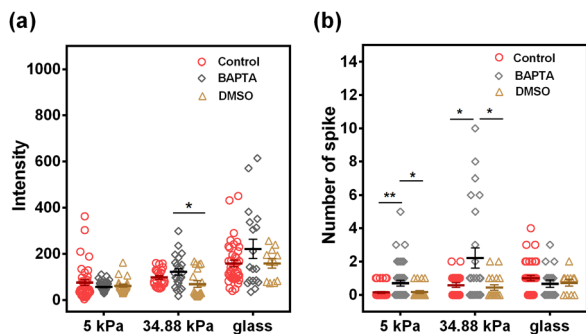 (a)
Intensity
1000
800
600
400
200
0
Control
BAPTA
DMSO
*
5 kPa 34.88 kPa glass
(b)
Number of spike
14
12
10
8
6
4
2
0
Control
BAPTA
DMSO
** * * *
5 kPa 34.88 kPa glass